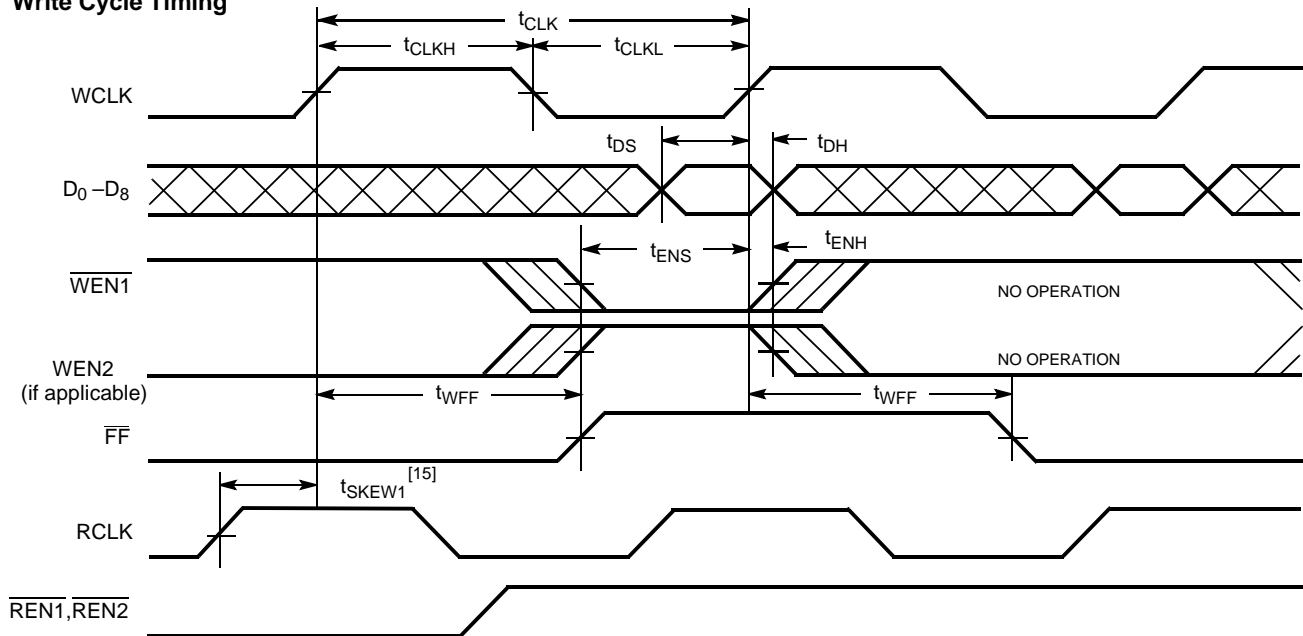 Write Cycle Timing
tCLK
tCLKH
tCLKL
WCLK
tDS
tDH
D0 –D8
tENS
tENH
WEN1
NO OPERATION
WEN2
(if applicable)
NO OPERATION
tWFF
tWFF
FF
tSKEW1[15]
RCLK
REN1,REN2